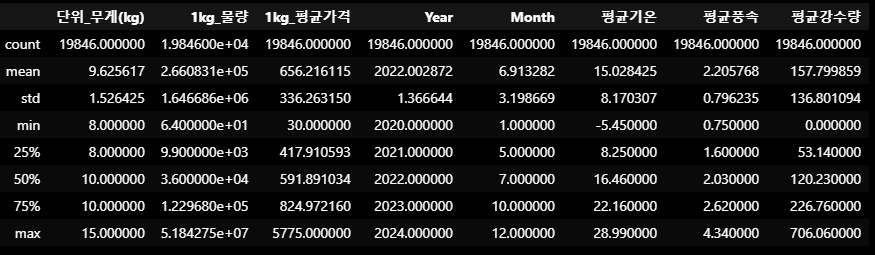 단위_무게(kg) 1kg_물량 1kg_평균가격 Year Month 평균기온 평균풍속 평균강수량
count 19846.000000 1.984600e+04 19846.000000 19846.000000 19846.000000 19846.000000 19846.000000 19846.000000
mean 9.625617 2.660831e+05 656.216115 2022.002872 6.913282 15.028425 2.205768 157.799859
std 1.526425 1.646686e+06 336.263150 1.366644 3.198669 8.170307 0.796235 136.801094
min 8.000000 6.400000e+01 30.000000 2020.000000 1.000000 -5.450000 0.750000 0.000000
25% 8.000000 9.900000e+03 417.910593 2021.000000 5.000000 8.250000 1.600000 53.140000
50% 10.000000 3.600000e+04 591.891034 2022.000000 7.000000 16.460000 2.030000 120.230000
75% 10.000000 1.229680e+05 824.972160 2023.000000 10.000000 22.160000 2.620000 226.760000
max 15.000000 5.184275e+07 5775.000000 2024.000000 12.000000 28.990000 4.340000 706.060000